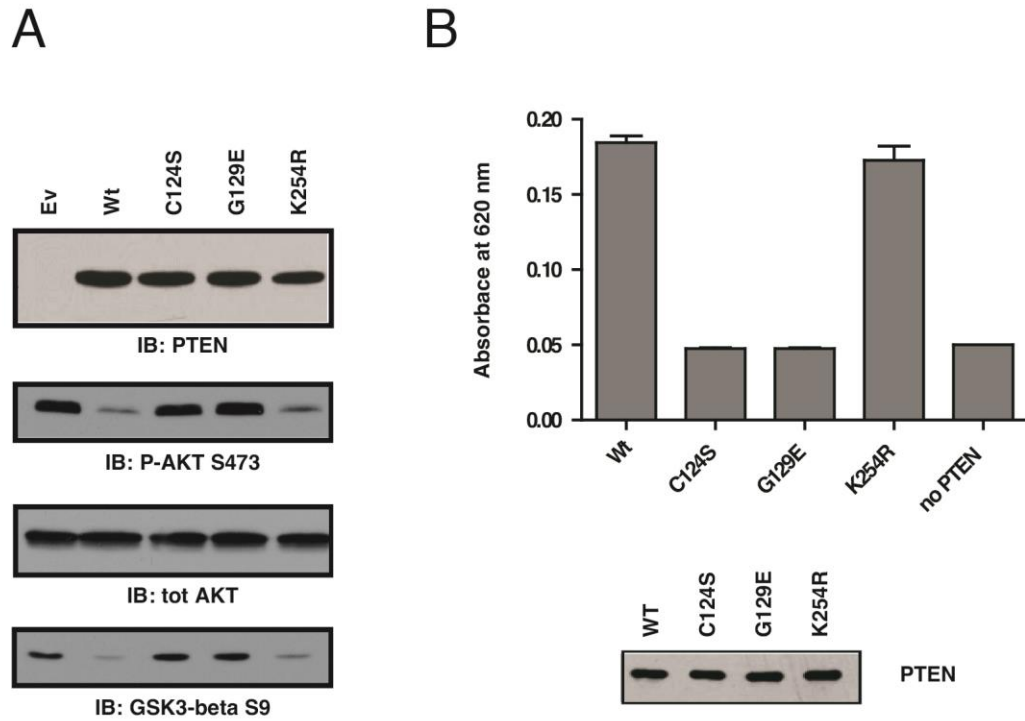 A
B
Ev Wt C124S G129E K254R
IB: PTEN
IB: P-AKT S473
IB: tot AKT
IB: GSK3-beta S9
Absorbace at 620 nm
0.20
0.15
0.10
0.05
0.00
Wt C124S G129E K254R no PTEN
WT C124S G129E K254R
PTEN